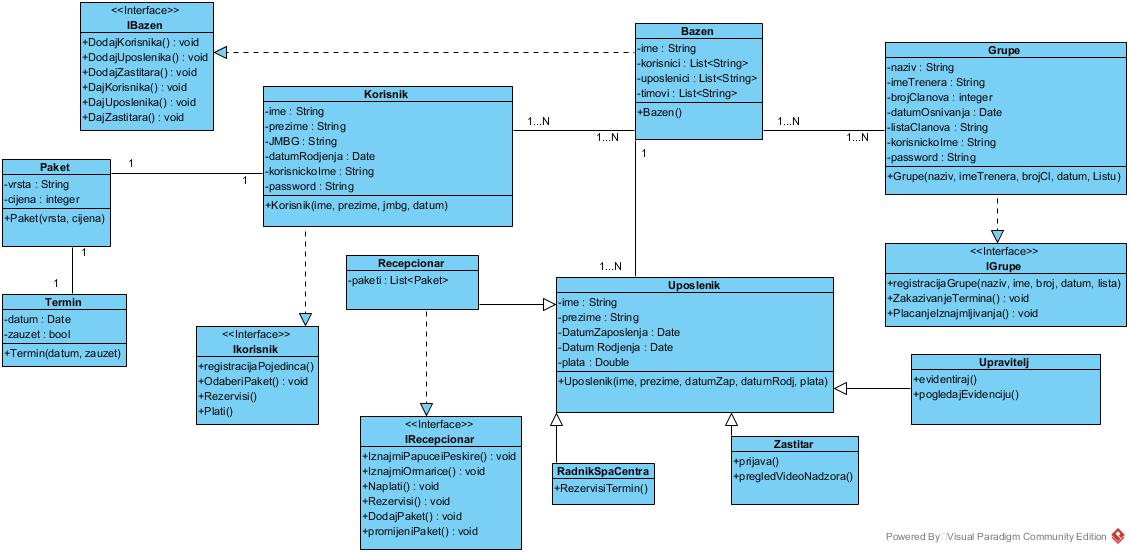 <<Interface>>
IBazen
+DodajKorisnika() : void
+DodajUposlenika() : void
+DodajZastitara() : void
+DajKorisnika() : void
+DajUposlenika() : void
+DajZastitara() : void
Bazen
-ime : String
-korisnici : List<String>
-uposlenici : List<String>
-timovi : List<String>
+Bazen()
Grupe
-naziv : String
-imeTrenera : String
-brojClanova : integer
-datumOsnivanja : Date
-listaClanova : String
-korisnickoIme : String
-password : String
+Grupe(naziv, imeTrenera, brojCl, datum, Listu)
Korisnik
-ime : String
-prezime : String
-JMBG : String
-datumRodjenja : Date
-korisnickoIme : String
-password : String
+Korisnik(ime, prezime, jmbg, datum)
1...N
1...N
1...N
1...N
1
1...N
Paket
-vrsta : String
-cijena : integer
+Paket(vrsta, cijena)
1
1
1
1
Termin
-datum : Date
-zauzet : bool
+Termin(datum, zauzet)
<<Interface>>
Ikorisnik
+registracijaPojedinca()
+OdaberiPaket() : void
+Rezervisi()
+Plati()
Recepcionar
-paketi : List<Paket>
<<Interface>>
IRecepcionar
+IznajmiPapuceiPeskire() : void
+IznajmiOrmarice() : void
+Naplati() : void
+Rezervisi() : void
+DodajPaket() : void
+promijeniPaket() : void
Uposlenik
-ime : String
-prezime : String
-DatumZaposlenja : Date
-Datum Rodjenja : Date
-plata : Double
+Uposlenik(ime, prezime, datumZap, datumRodj, plata)
<<Interface>>
IGrupe
+registracijaGrupe(naziv, ime, broj, datum, lista)
+ZakazivanjeTermina() : void
+PlacanjeIznajmljivanja() : void
Upravitelj
+evidentiraj()
+pogledajEvidenciju()
RadnikSpaCentra
+RezervisiTermin()
Zastitar
+prijava()
+pregledVideoNadzora()
Powered By Visual Paradigm Community Edition